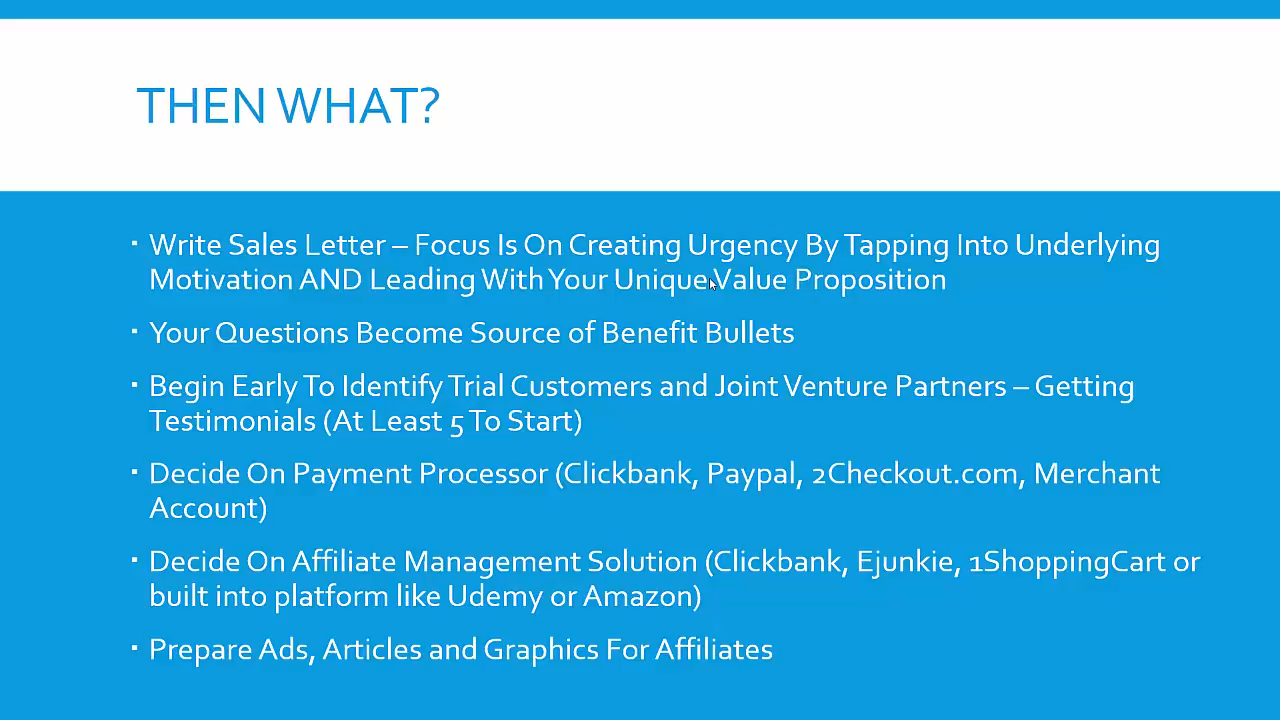 THEN WHAT?
▪ Write Sales Letter – Focus Is On Creating Urgency By Tapping Into Underlying
Motivation AND Leading With Your Unique Value Proposition
▪ Your Questions Become Source of Benefit Bullets
▪ Begin Early To Identify Trial Customers and Joint Venture Partners – Getting
Testimonials (At Least 5 To Start)
▪ Decide On Payment Processor (Clickbank, Paypal, 2Checkout.com, Merchant
Account)
▪ Decide On Affiliate Management Solution (Clickbank, Ejunkie, 1ShoppingCart or
built into platform like Udemy or Amazon)
▪ Prepare Ads, Articles and Graphics For Affiliates